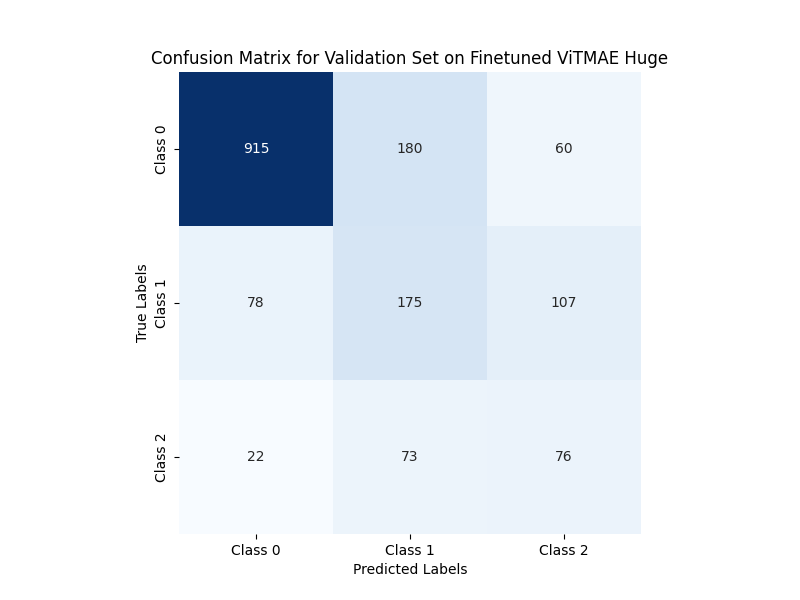 Confusion Matrix for Validation Set on Finetuned ViTMAE Huge
True Labels
Class 0
915 180 60
Class 1
78 175 107
Class 2
22 73 76
Class 0 Class 1 Class 2
Predicted Labels